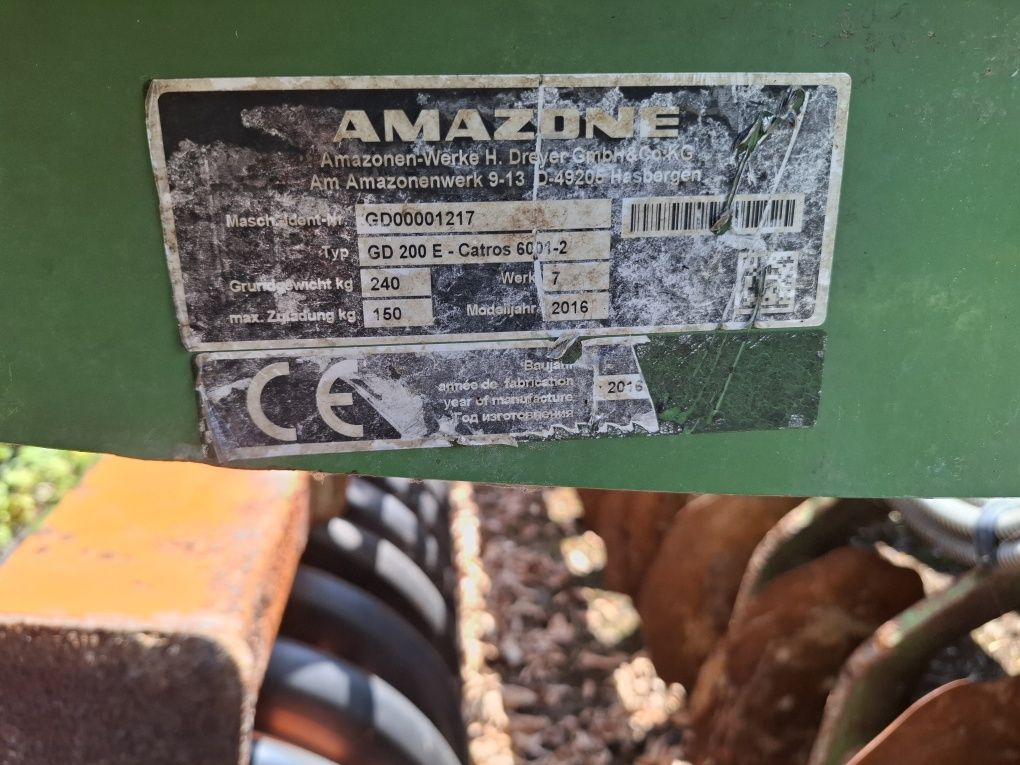 AMAZONE
Amazonen-Werke H. Dreyer GmbH&Co.KG
Am Amazonenwerk 9-13 D-49205 Hasbergen
Masch.Ident-Nr. GD00001217
Typ GD 200 E - Catros 6001-2
Grundgewicht kg 240 Werk 7
max. Zuladung kg 150 Modelljahr 2016
CE
Baujahr
année de fabrication 2016
year of manufacture
Год изготовления